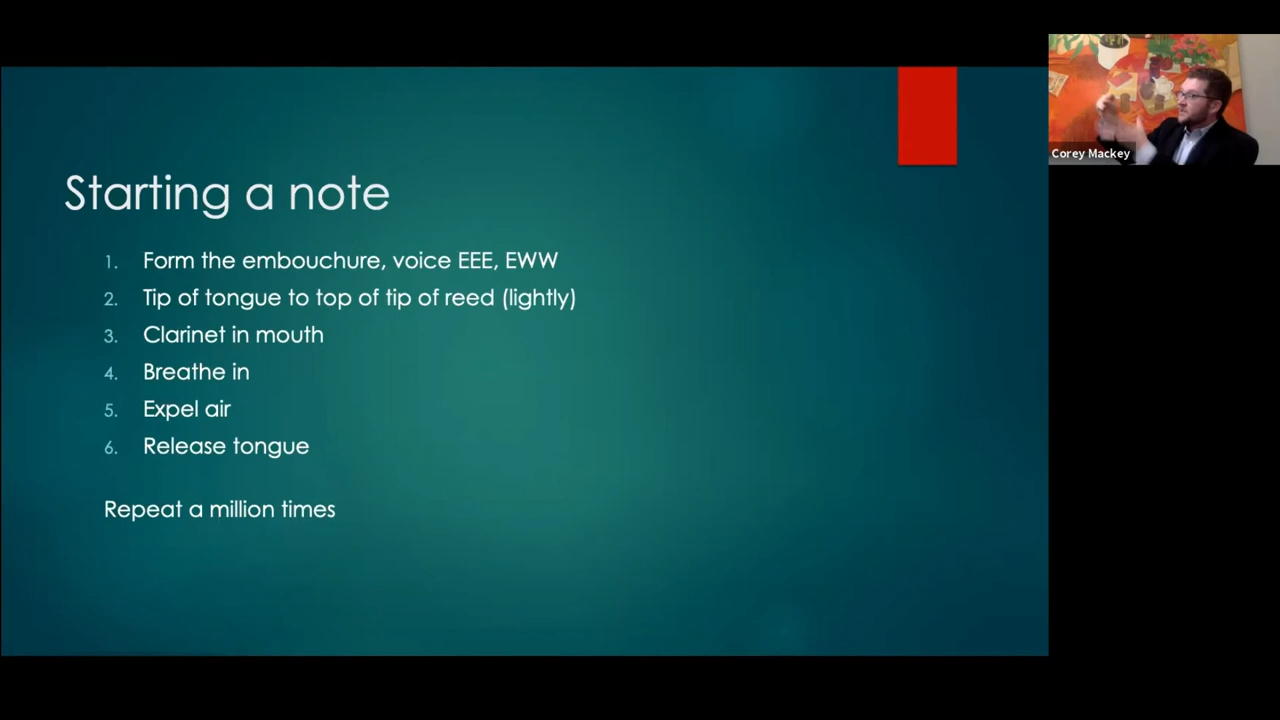 Starting a note
1. Form the embouchure, voice EEE, EWW
2. Tip of tongue to top of tip of reed (lightly)
3. Clarinet in mouth
4. Breathe in
5. Expel air
6. Release tongue
Repeat a million times
Corey Mackey